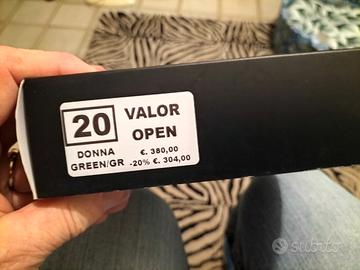 20
VALOR
OPEN
DONNA
GREEN/GR
€. 380,00
-20% €. 304,00
subito